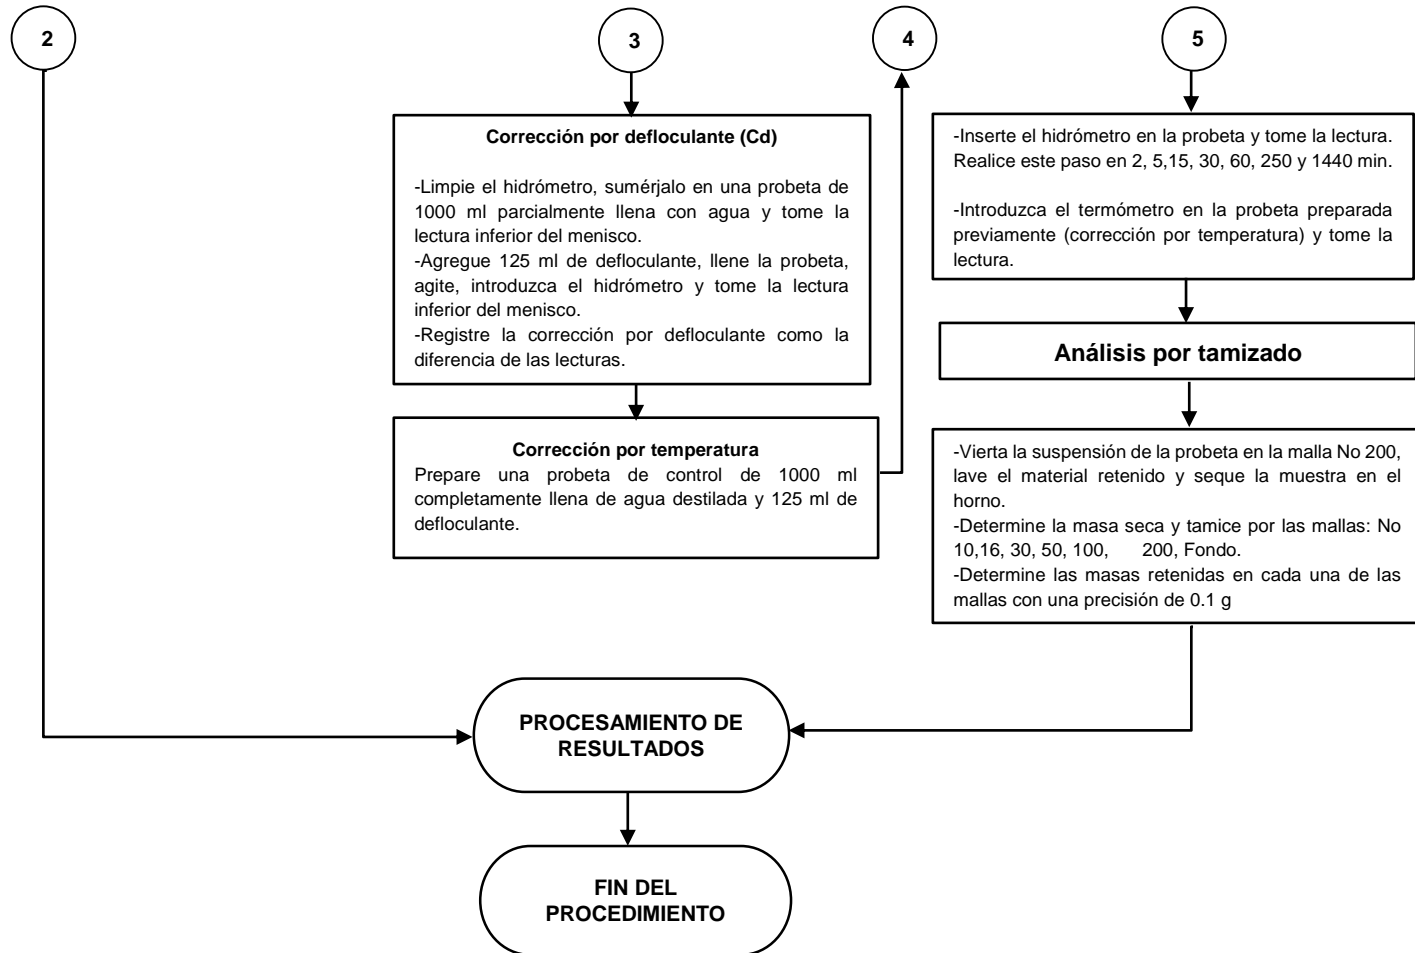 2
3
4
5
Corrección por defloculante (Cd)
-Limpie el hidrómetro, sumérjalo en una probeta de
1000 ml parcialmente llena con agua y tome la
lectura inferior del menisco.
-Agregue 125 ml de defloculante, llene la probeta,
agite, introduzca el hidrómetro y tome la lectura
inferior del menisco.
-Registre la corrección por defloculante como la
diferencia de las lecturas.
Corrección por temperatura
Prepare una probeta de control de 1000 ml
completamente llena de agua destilada y 125 ml de
defloculante.
-Inserte el hidrómetro en la probeta y tome la lectura.
Realice este paso en 2, 5,15, 30, 60, 250 y 1440 min.
-Introduzca el termómetro en la probeta preparada
previamente (corrección por temperatura) y tome la
lectura.
Análisis por tamizado
-Vierta la suspensión de la probeta en la malla No 200,
lave el material retenido y seque la muestra en el
horno.
-Determine la masa seca y tamice por las mallas: No
10,16, 30, 50, 100, 200, Fondo.
-Determine las masas retenidas en cada una de las
mallas con una precisión de 0.1 g
PROCESAMIENTO DE
RESULTADOS
FIN DEL
PROCEDIMIENTO